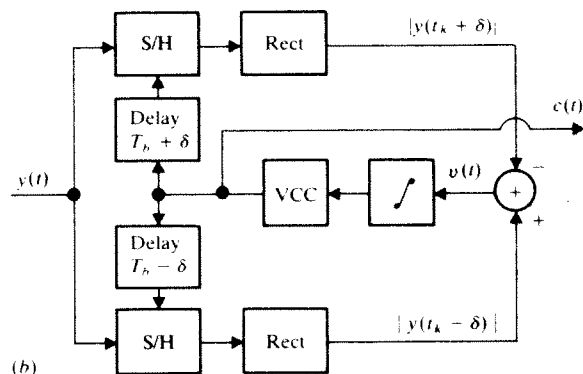 S/H
Rect
|y(t_k + δ)|
c(t)
Delay
T_b + δ
y(t)
VCC
∫
v(t)
−
+
+
Delay
T_b − δ
S/H
Rect
|y(t_k − δ)|
(b)